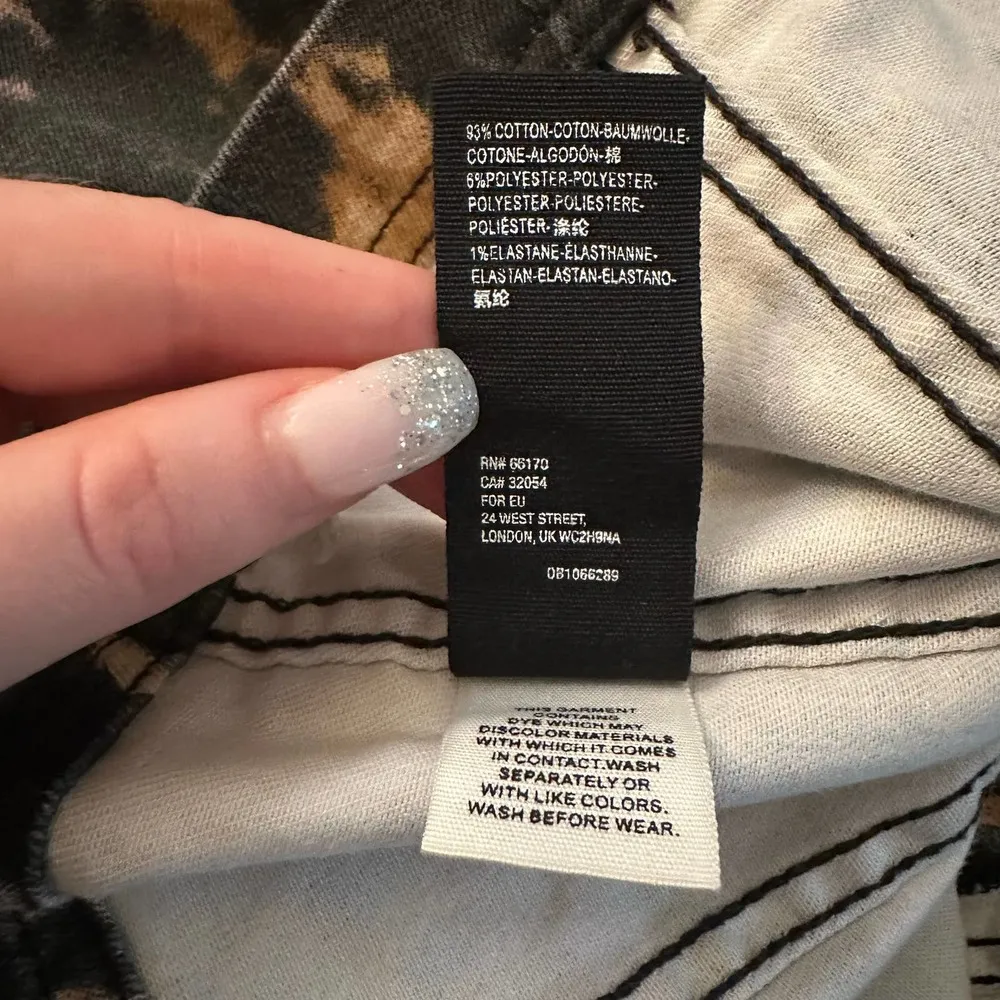 93% COTTON-COTON-BAUMWOLLE-
COTONE-ALGODÓN-棉
6%POLYESTER-POLYESTER-
POLYESTER-POLIESTERE-
POLIÉSTER-涤纶
1%ELASTANE-ÉLASTHANNE-
ELASTAN-ELASTAN-ELASTANO-
氨纶
RN# 66170
CA# 32054
FOR EU
24 WEST STREET,
LONDON, UK WC2H9NA
OB1066289
THIS GARMENT
CONTAINS
DYE WHICH MAY
DISCOLOR MATERIALS
WITH WHICH IT COMES
IN CONTACT.WASH
SEPARATELY OR
WITH LIKE COLORS.
WASH BEFORE WEAR.